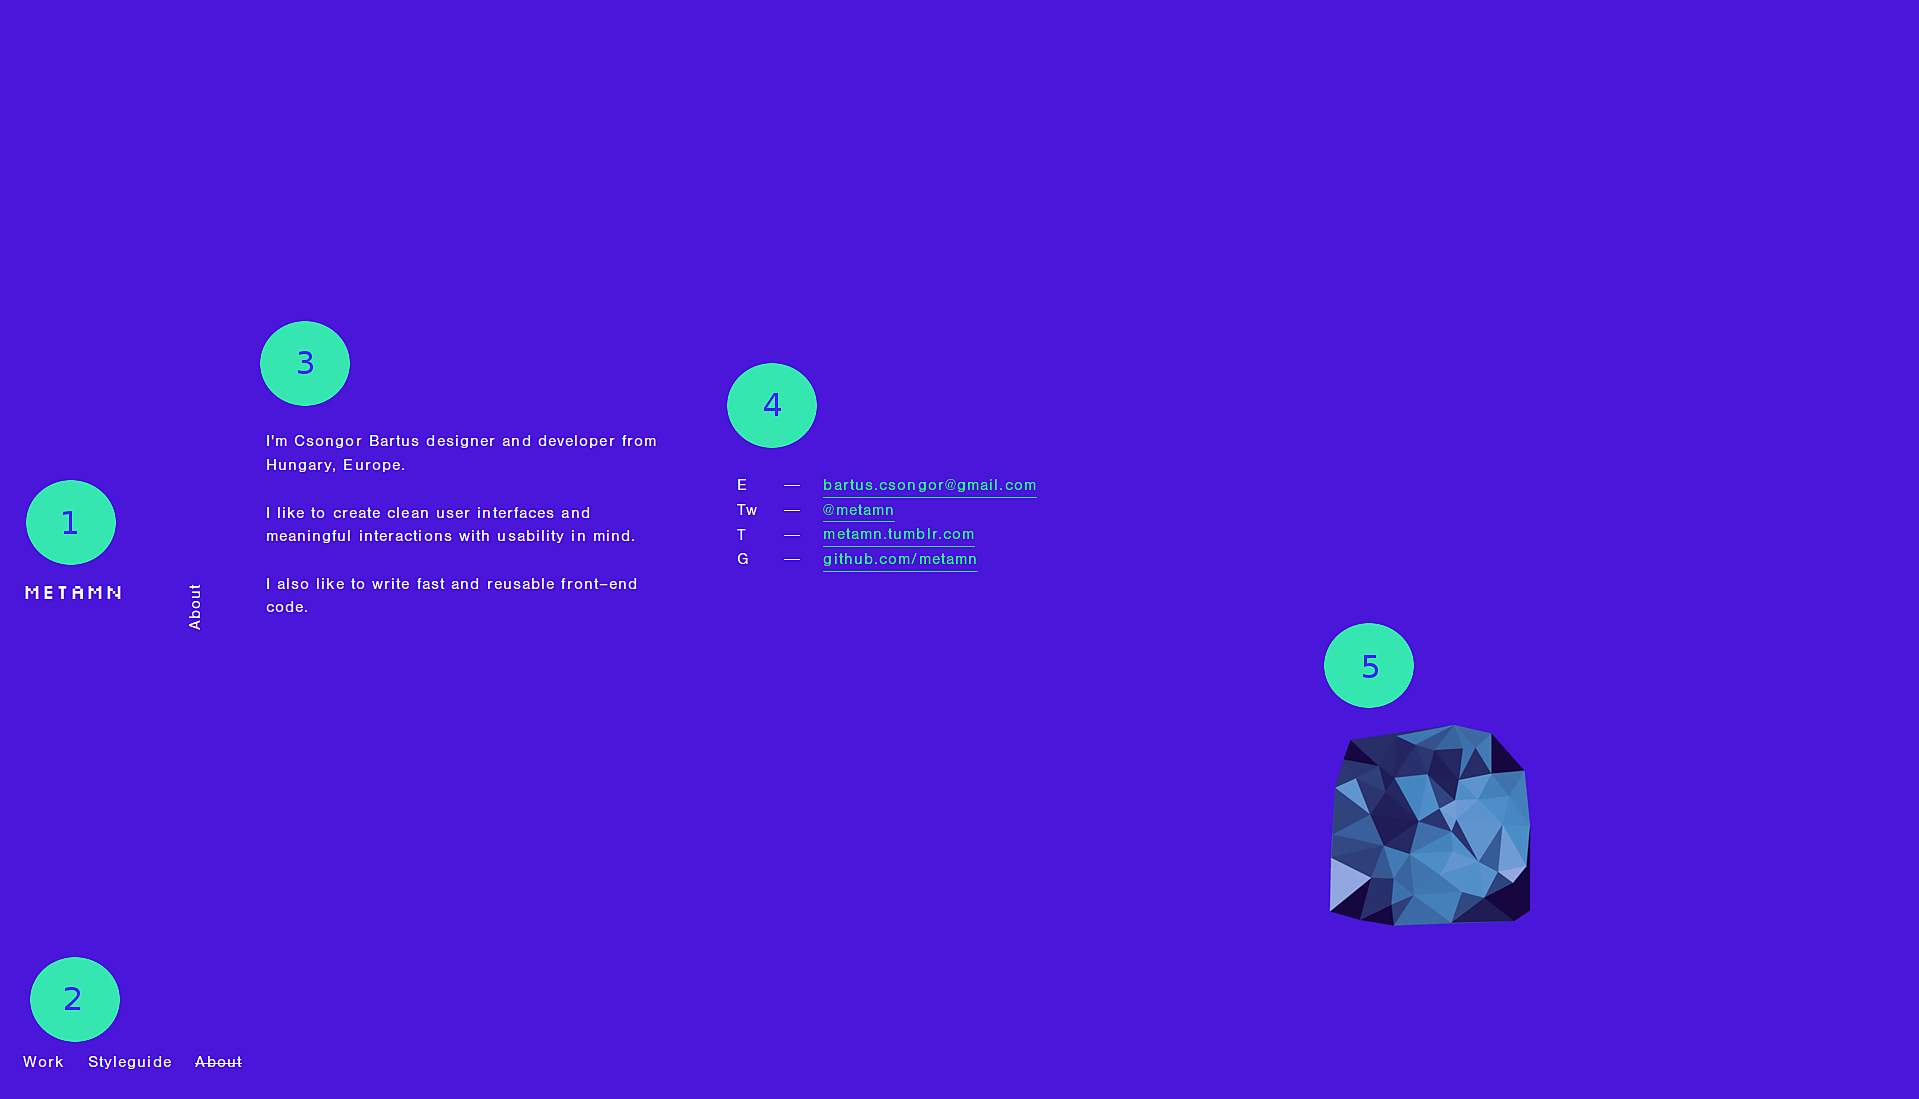 3
4
I'm Csongor Bartus designer and developer from
Hungary, Europe.
I like to create clean user interfaces and
meaningful interactions with usability in mind.
I also like to write fast and reusable front–end
code.
E — bartus.csongor@gmail.com
Tw — @metamn
T — metamn.tumblr.com
G — github.com/metamn
1
METAMN
About
5
2
Work Styleguide About